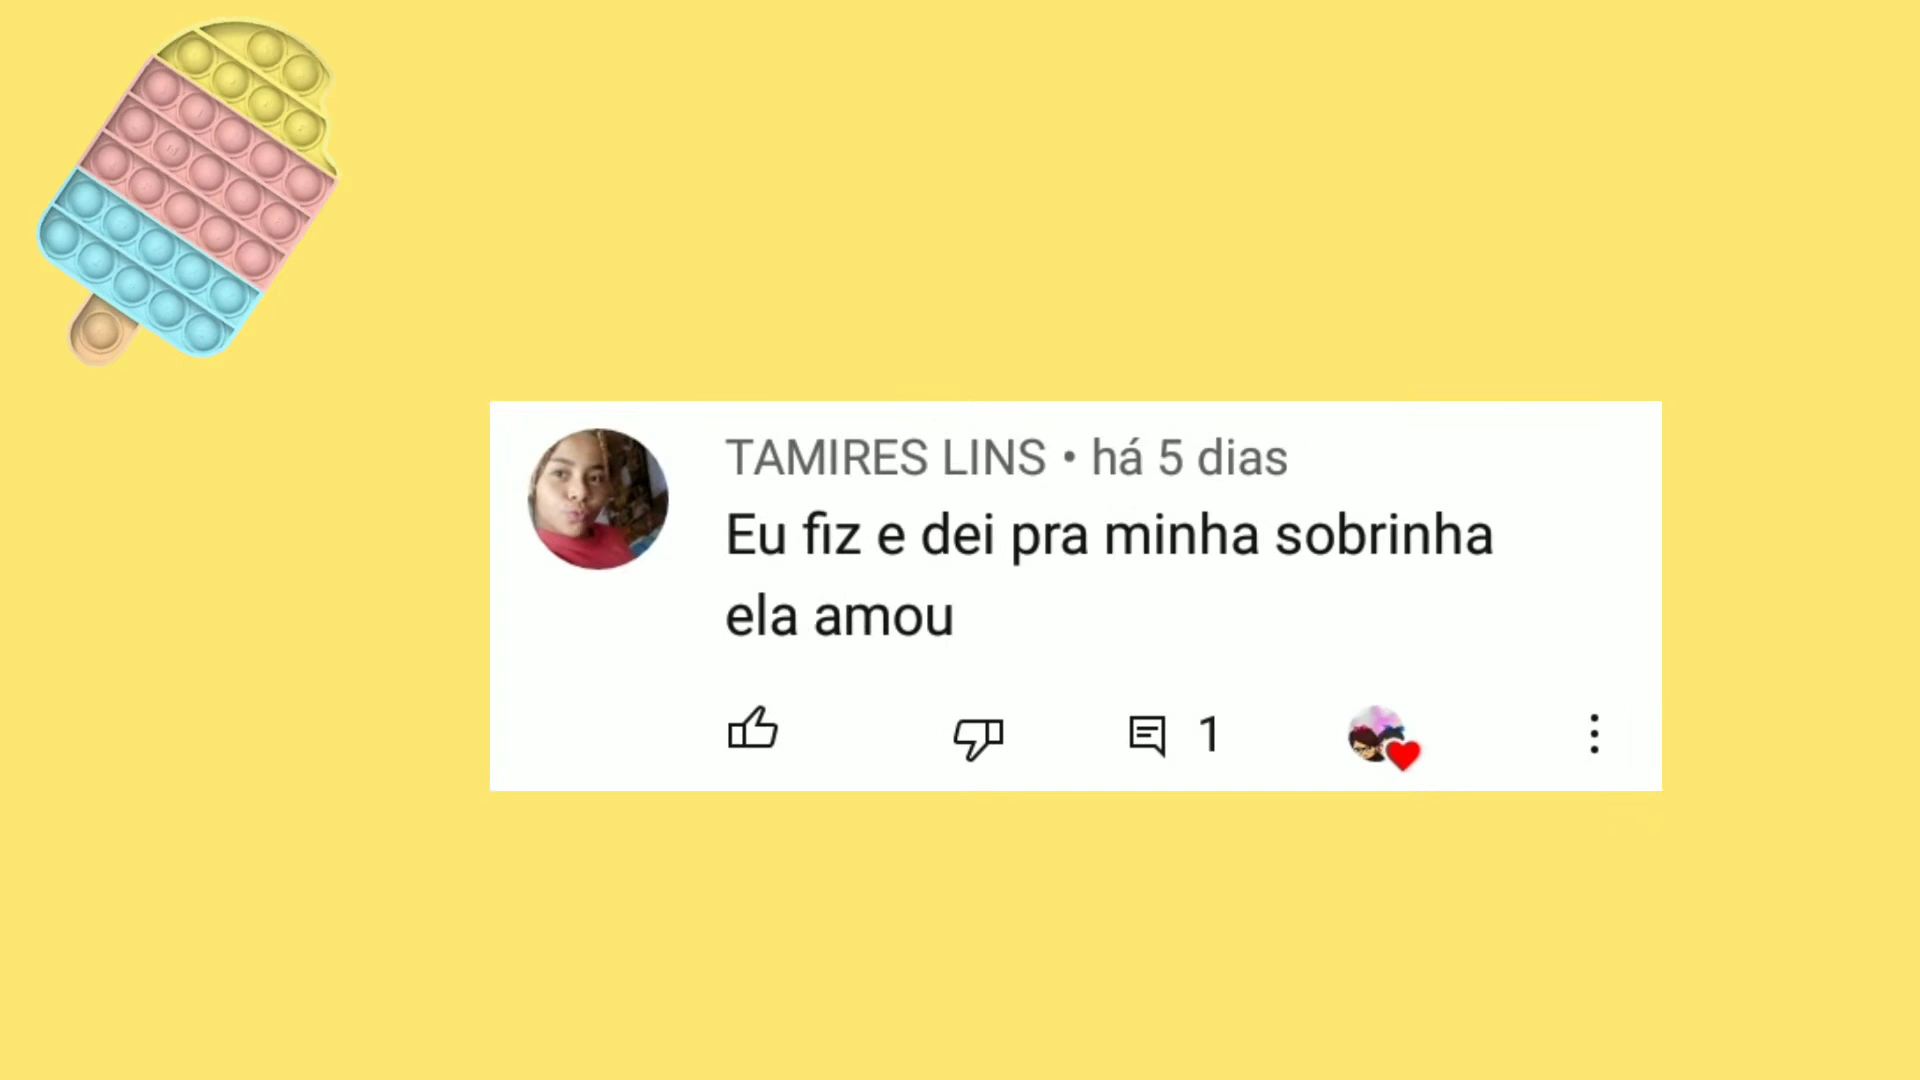 TAMIRES LINS • há 5 dias
Eu fiz e dei pra minha sobrinha
ela amou
1